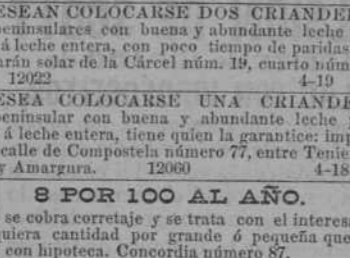 ESEAN COLOCARSE DOS CRIANDE
peninsulares con buena y abundante leche
á leche entera, con poco tiempo de paridas
arán solar de la Cárcel núm. 19, cuarto núm
12022 4-19
ESEA COLOCARSE UNA CRIANDE
peninsular con buena y abundante leche
á leche entera, tiene quien la garantice: imp
calle de Compostela número 77, entre Tenie
y Amargura. 12060 4-18
8 POR 100 AL AÑO.
se cobra corretaje y se trata con el interes
quiera cantidad por grande ó pequeña que
con hipoteca. Concordia número 87.